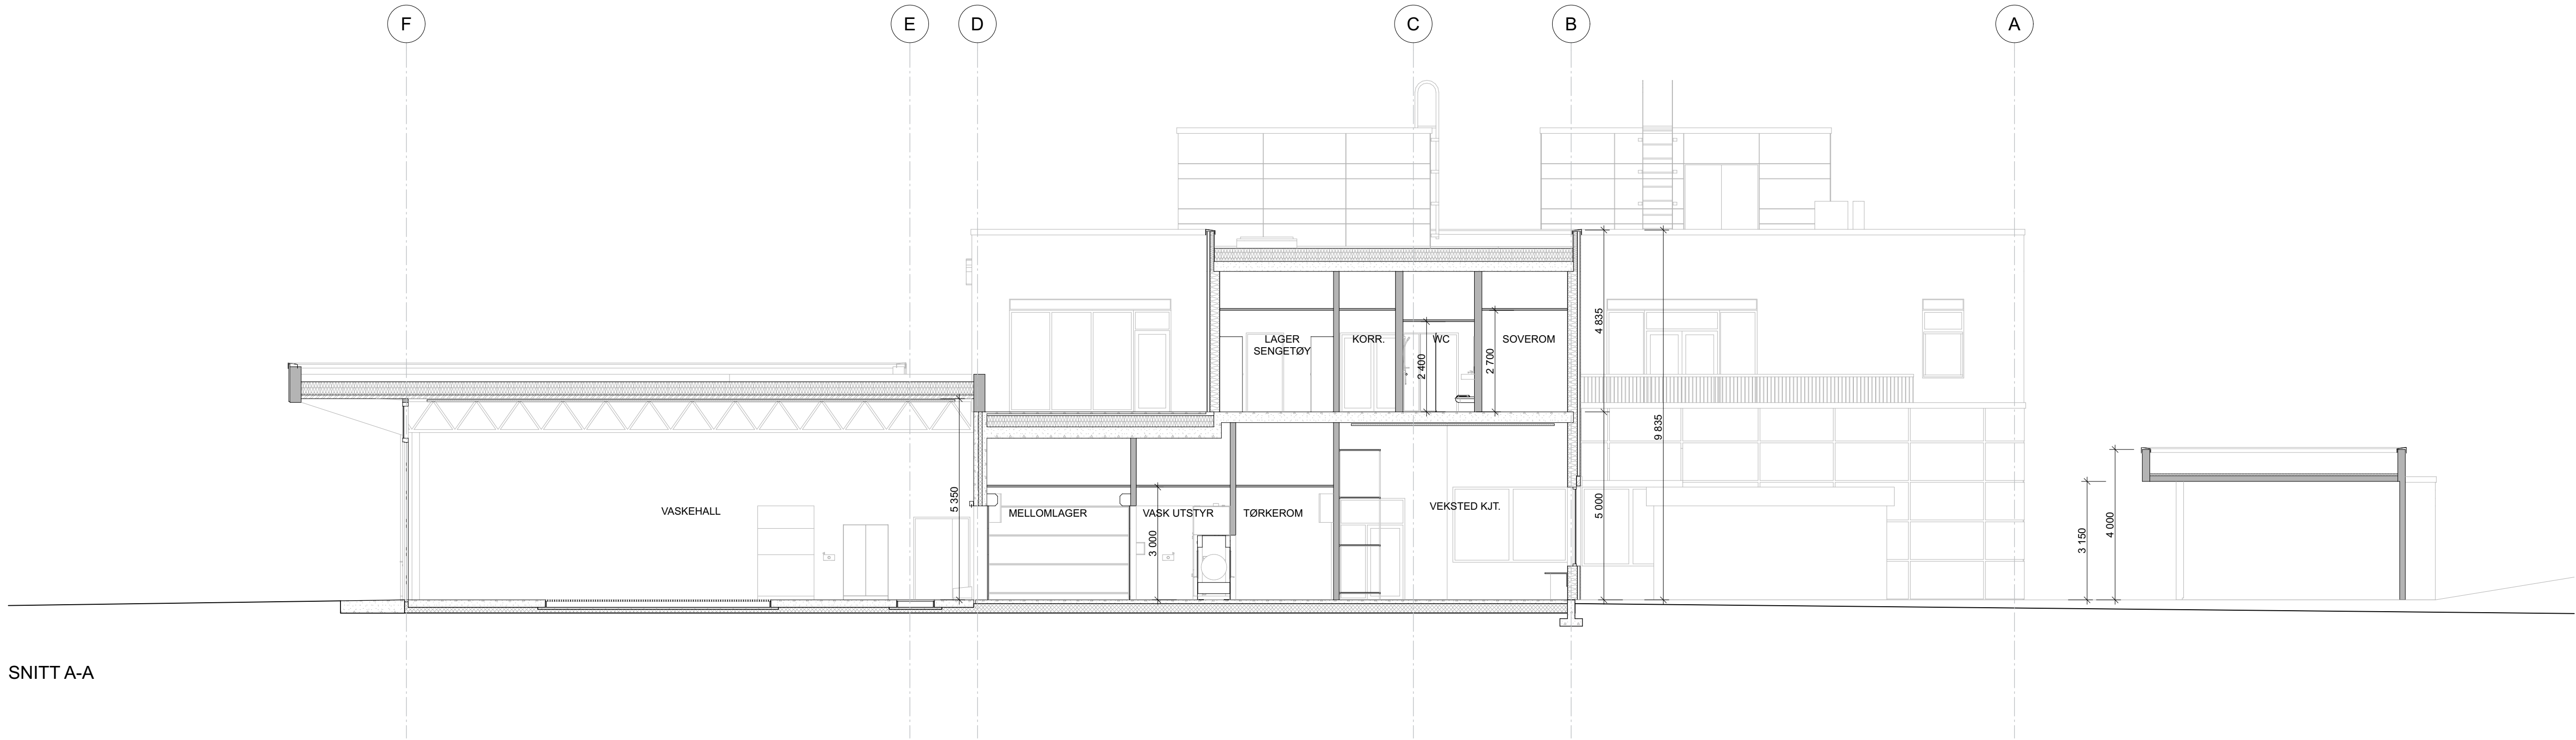 F
E
D
C
B
A
LAGER
SENGETØY
KORR.
WC
SOVEROM
2 400
2 700
4 835
9 835
5 350
VASKEHALL
MELLOMLAGER
VASK UTSTYR
TØRKEROM
VEKSTED KJT.
3 000
5 000
3 150
4 000
SNITT A-A